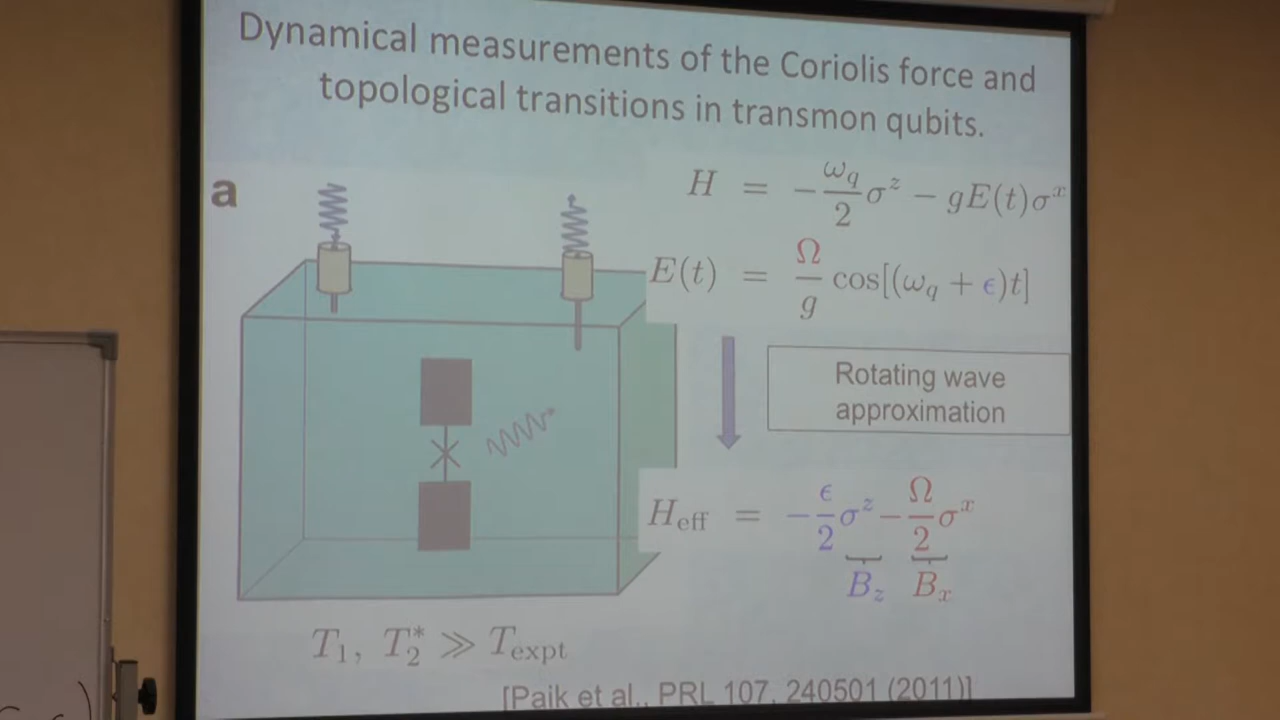 Dynamical measurements of the Coriolis force and
topological transitions in transmon qubits.
a
H = −ω_q/2 σ^z − gE(t)σ^x
E(t) = Ω/g cos[(ω_q + ϵ)t]
Rotating wave
approximation
H_eff = −ϵ/2 σ^z − Ω/2 σ^x
B_z B_x
T_1, T_2^* ≫ T_expt
[Paik et al., PRL 107, 240501 (2011)]